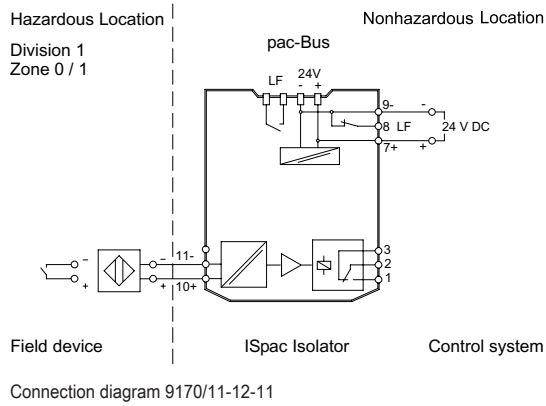 Hazardous Location
Nonhazardous Location
Division 1
Zone 0 / 1
pac-Bus
LF
24V
- +
9-
-
8 LF
24 V DC
7+
+
3
- - 11-
2
+ + 10+
1
Field device
ISpac Isolator
Control system
Connection diagram 9170/11-12-11